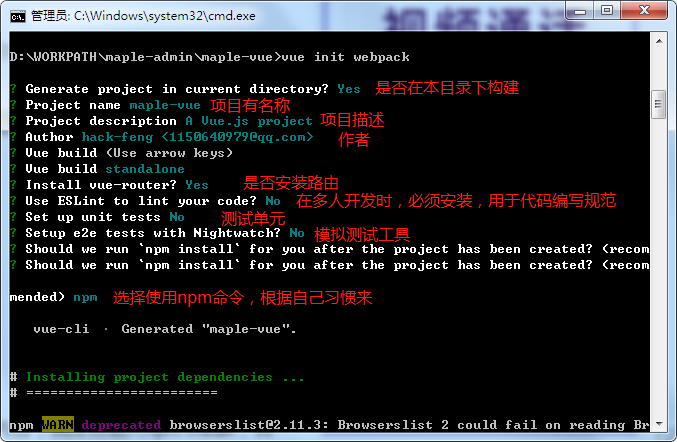 管理员: C:\Windows\system32\cmd.exe
D:\WORKPATH\maple-admin\maple-vue>vue init webpack
? Generate project in current directory? Yes 是否在本目录下构建
? Project name maple-vue 项目有名称
? Project description A Vue.js project 项目描述
? Author hack-feng <1150640979@qq.com> 作者
? Vue build (Use arrow keys)
? Vue build standalone
? Install vue-router? Yes 是否安装路由
? Use ESLint to lint your code? No 在多人开发时，必须安装，用于代码编写规范
? Set up unit tests No 测试单元
? Setup e2e tests with Nightwatch? No 模拟测试工具
? Should we run `npm install` for you after the project has been created? (recom
? Should we run `npm install` for you after the project has been created? (recom
mended) npm 选择使用npm命令，根据自己习惯来
vue-cli · Generated "maple-vue".
# Installing project dependencies ...
# ========================
npm WARN deprecated browserslist@2.11.3: Browserslist 2 could fail on reading Br